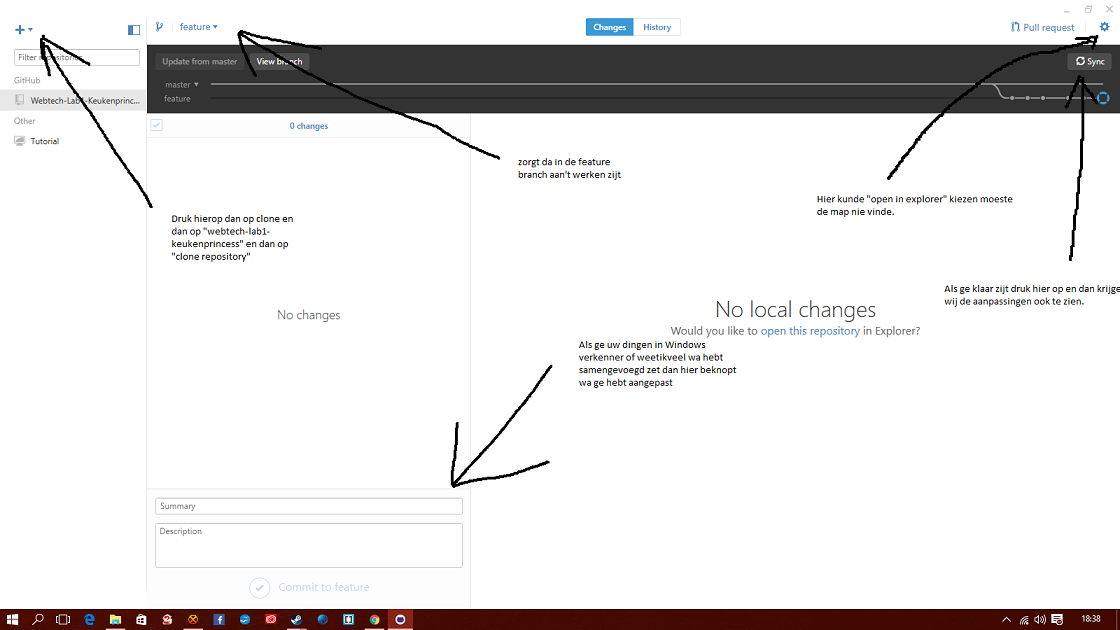 feature
Changes
History
Pull request
Filter repositories
GitHub
Webtech-Lab1-Keukenprinc...
Other
Tutorial
Update from master
View branch
Sync
master
feature
0 changes
zorgt da in de feature
branch aan't werken zijt
Hier kunde "open in explorer" kiezen moeste
de map nie vinde.
Druk hierop dan op clone en
dan op "webtech-lab1-
keukenprincess" en dan op
"clone repository"
Als ge klaar zijt druk hier op en dan krijge
wij de aanpassingen ook te zien.
No changes
No local changes
Would you like to open this repository in Explorer?
Als ge uw dingen in Windows
verkenner of weetikveel wa hebt
samengevoegd zet dan hier beknopt
wa ge hebt aangepast
Summary
Description
Commit to feature
18:38